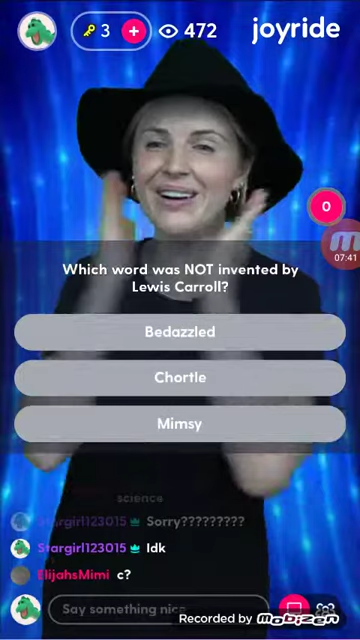 3
472
joyride
0
07:41
Which word was NOT invented by
Lewis Carroll?
Bedazzled
Chortle
Mimsy
science
Stargirl123015 Sorry?????????
Stargirl123015 Idk
ElijahsMimi c?
Say something nice
Recorded by Mobizen